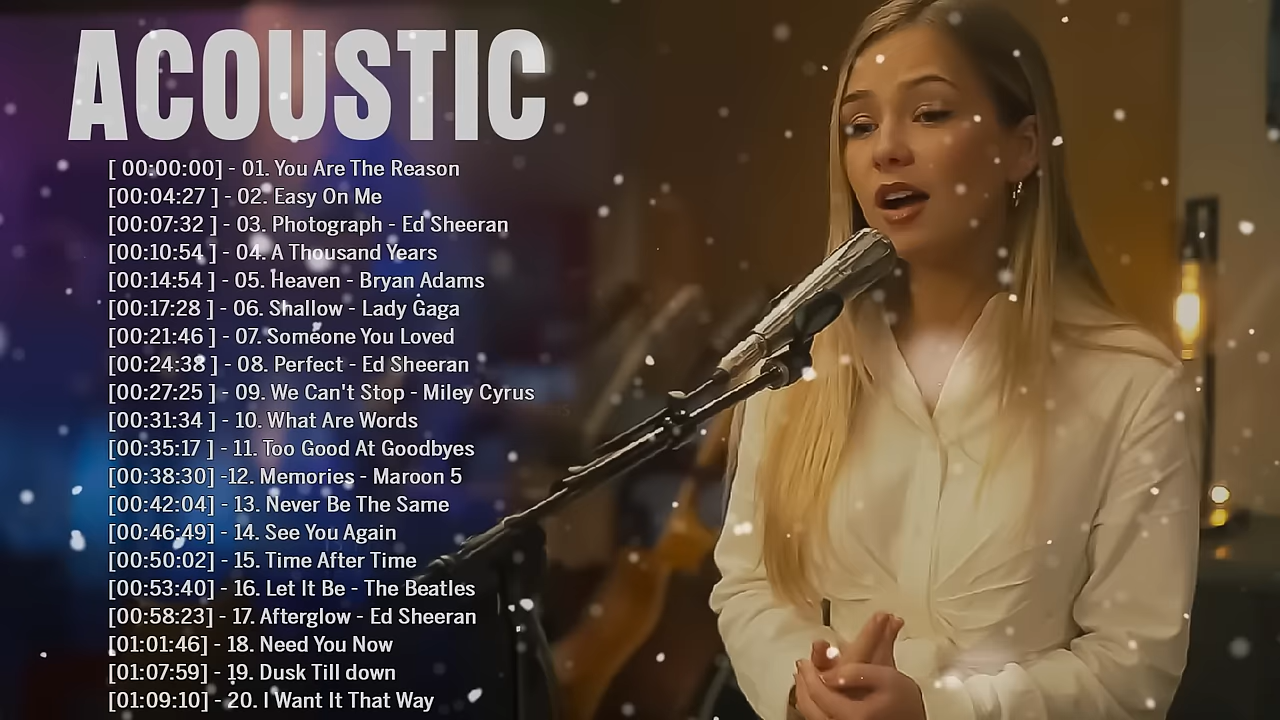 ACOUSTIC
[ 00:00:00] - 01. You Are The Reason
[00:04:27 ] - 02. Easy On Me
[00:07:32 ] - 03. Photograph - Ed Sheeran
[00:10:54 ] - 04. A Thousand Years
[00:14:54 ] - 05. Heaven - Bryan Adams
[00:17:28 ] - 06. Shallow - Lady Gaga
[00:21:46 ] - 07. Someone You Loved
[00:24:38 ] - 08. Perfect - Ed Sheeran
[00:27:25 ] - 09. We Can't Stop - Miley Cyrus
[00:31:34 ] - 10. What Are Words
[00:35:17 ] - 11. Too Good At Goodbyes
[00:38:30] -12. Memories - Maroon 5
[00:42:04] - 13. Never Be The Same
[00:46:49] - 14. See You Again
[00:50:02] - 15. Time After Time
[00:53:40] - 16. Let It Be - The Beatles
[00:58:23] - 17. Afterglow - Ed Sheeran
[01:01:46] - 18. Need You Now
[01:07:59] - 19. Dusk Till down
[01:09:10] - 20. I Want It That Way